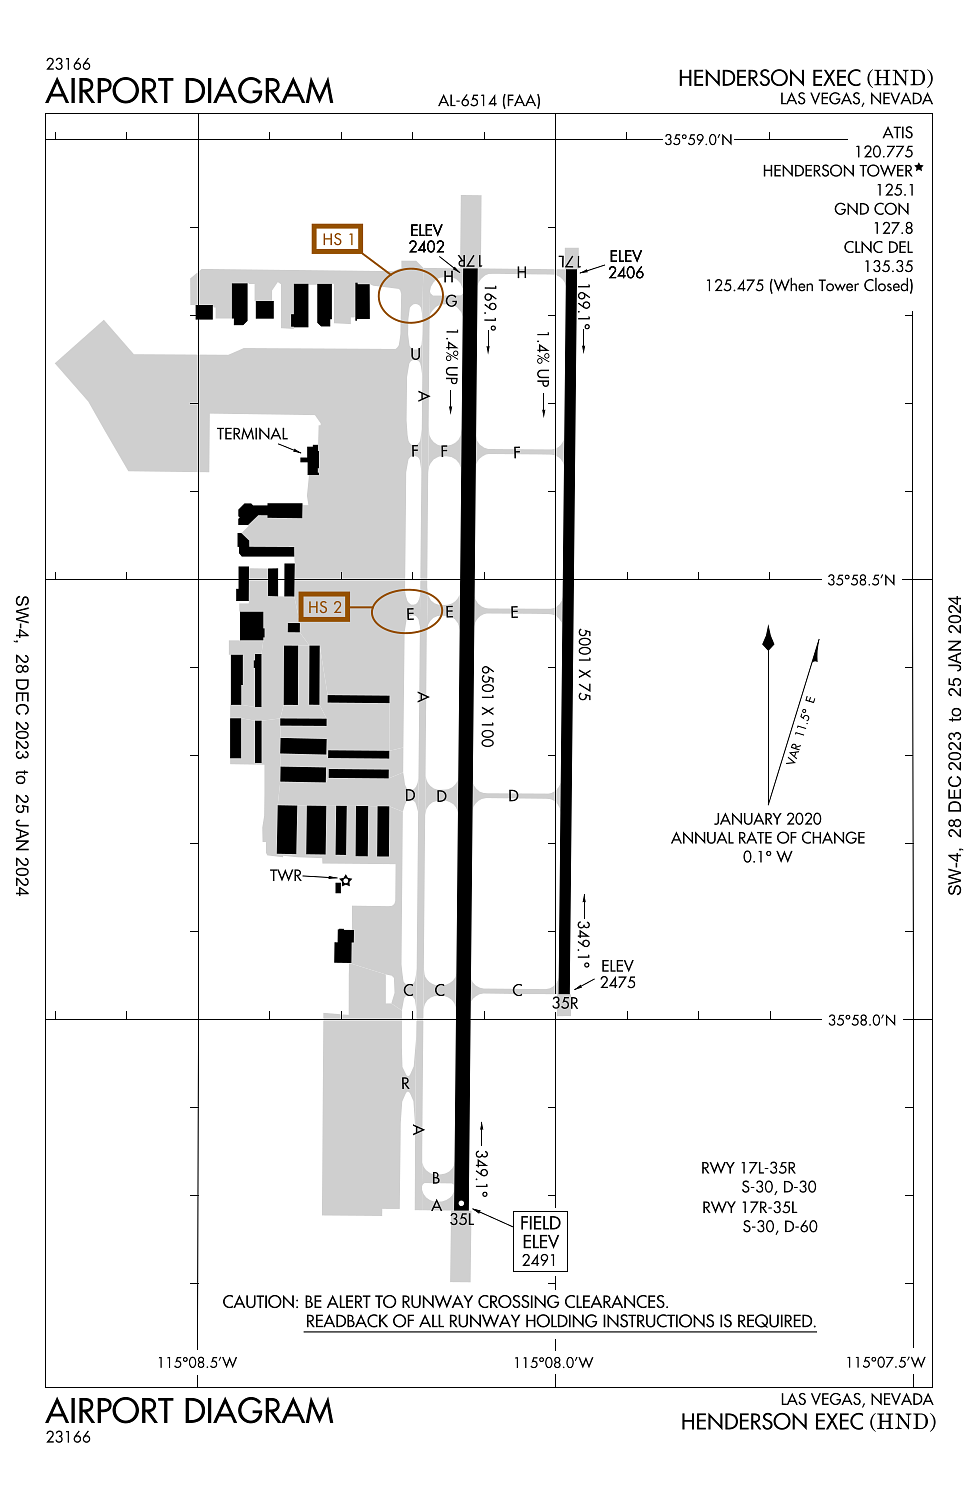 23166
AIRPORT DIAGRAM
AL-6514 (FAA)
HENDERSON EXEC (HND)
LAS VEGAS, NEVADA
35°59.0'N
ATIS
120.775
HENDERSON TOWER★
125.1
GND CON
127.8
CLNC DEL
135.35
125.475 (When Tower Closed)
HS 1
ELEV
2402
17R
17L
ELEV
2406
H
H
G
169.1°
169.1°
1.4% UP
1.4% UP
U
A
TERMINAL
F
F
F
35°58.5'N
HS 2
E
E
E
A
6501 X 100
5001 X 75
VAR 11.5° E
JANUARY 2020
ANNUAL RATE OF CHANGE
0.1° W
D
D
D
TWR
349.1°
ELEV
2475
C
C
C
35R
35°58.0'N
R
A
349.1°
B
A
35L
FIELD
ELEV
2491
RWY 17L-35R
S-30, D-30
RWY 17R-35L
S-30, D-60
CAUTION: BE ALERT TO RUNWAY CROSSING CLEARANCES.
READBACK OF ALL RUNWAY HOLDING INSTRUCTIONS IS REQUIRED.
115°08.5'W
115°08.0'W
115°07.5'W
SW-4, 28 DEC 2023 to 25 JAN 2024
SW-4, 28 DEC 2023 to 25 JAN 2024
AIRPORT DIAGRAM
23166
LAS VEGAS, NEVADA
HENDERSON EXEC (HND)